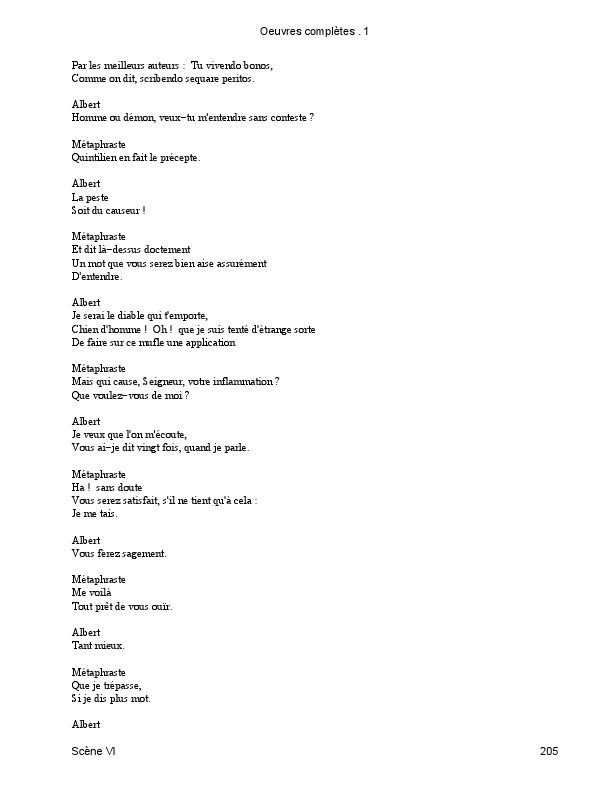 Oeuvres complètes . 1
Par les meilleurs auteurs : Tu vivendo bonos,
Comme on dit, scribendo sequare peritos.
Albert
Homme ou démon, veux-tu m'entendre sans conteste ?
Métaphraste
Quintilien en fait le précepte.
Albert
La peste
Soit du causeur !
Métaphraste
Et dit là-dessus doctement
Un mot que vous serez bien aise assurément
D'entendre.
Albert
Je serai le diable qui t'emporte,
Chien d'homme ! Oh ! que je suis tenté d'étrange sorte
De faire sur ce mufle une application
Métaphraste
Mais qui cause, Seigneur, votre inflammation ?
Que voulez-vous de moi ?
Albert
Je veux que l'on m'écoute,
Vous ai-je dit vingt fois, quand je parle.
Métaphraste
Ha ! sans doute
Vous serez satisfait, s'il ne tient qu'à cela :
Je me tais.
Albert
Vous ferez sagement.
Métaphraste
Me voilà
Tout prêt de vous ouïr.
Albert
Tant mieux.
Métaphraste
Que je trépasse,
Si je dis plus mot.
Albert
Scène VI 205